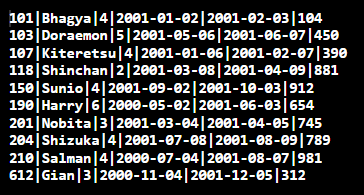 101|Bhagya|4|2001-01-02|2001-02-03|104
103|Doraemon|5|2001-05-06|2001-06-07|450
107|Kiteretsu|4|2001-01-06|2001-02-07|390
118|Shinchan|2|2001-03-08|2001-04-09|881
150|Sunio|4|2001-09-02|2001-10-03|912
190|Harry|6|2000-05-02|2001-06-03|654
201|Nobita|3|2001-03-04|2001-04-05|745
204|Shizuka|4|2001-07-08|2001-08-09|789
210|Salman|4|2000-07-04|2001-08-07|981
612|Gian|3|2000-11-04|2001-12-05|312